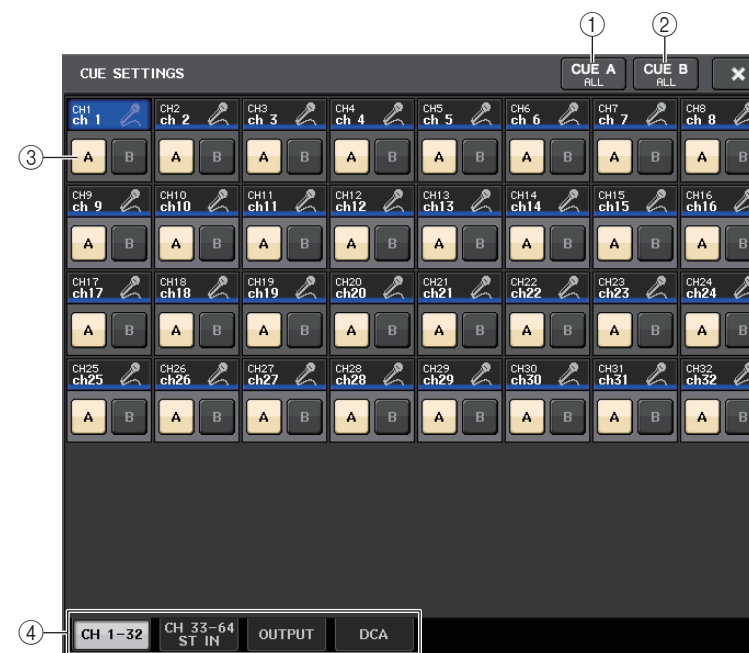 ① ②
CUE SETTINGS CUE A ALL CUE B ALL ×
CH1 CH2 CH3 CH4 CH5 CH6 CH7 CH8
ch 1 ch 2 ch 3 ch 4 ch 5 ch 6 ch 7 ch 8
③ A B A B A B A B A B A B A B A B
CH9 CH10 CH11 CH12 CH13 CH14 CH15 CH16
ch 9 ch10 ch11 ch12 ch13 ch14 ch15 ch16
A B A B A B A B A B A B A B A B
CH17 CH18 CH19 CH20 CH21 CH22 CH23 CH24
ch17 ch18 ch19 ch20 ch21 ch22 ch23 ch24
A B A B A B A B A B A B A B A B
CH25 CH26 CH27 CH28 CH29 CH30 CH31 CH32
ch25 ch26 ch27 ch28 ch29 ch30 ch31 ch32
A B A B A B A B A B A B A B A B
④ CH 1-32 CH 33-64 ST IN OUTPUT DCA